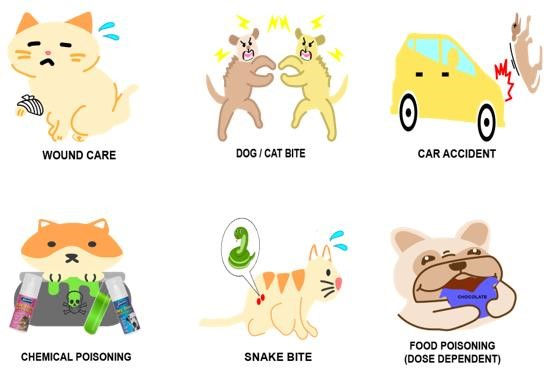 WOUND CARE
DOG / CAT BITE
CAR ACCIDENT
CHEMICAL POISONING
SNAKE BITE
CHOCOLATE
FOOD POISONING
(DOSE DEPENDENT)